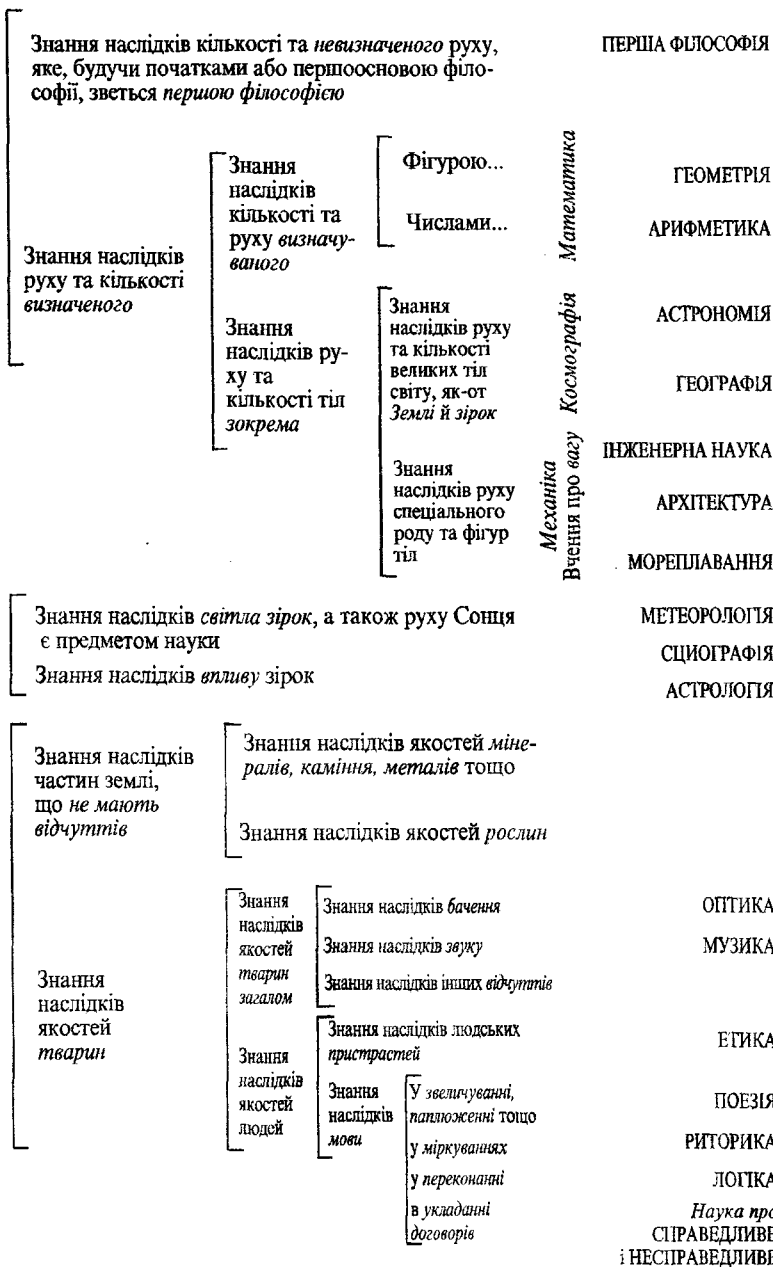 Знання наслідків кількості та невизначеного руху,
яке, будучи початками або першоосновою філо-
софії, зветься першою філософією
ПЕРША ФІЛОСОФІЯ
Знання наслідків
руху та кількості
визначеного
Знання
наслідків
кількості та
руху визначу-
ваного
Фігурою...
Числами...
Математика
ГЕОМЕТРІЯ
АРИФМЕТИКА
Знання
наслідків ру-
ху та
кількості тіл
зокрема
Знання
наслідків руху
та кількості
великих тіл
світу, як-от
Землі й зірок
Космографія
АСТРОНОМІЯ
ГЕОГРАФІЯ
Знання
наслідків руху
спеціального
роду та фігур
тіл
Механіка
Вчення про вагу
ІНЖЕНЕРНА НАУКА
АРХІТЕКТУРА
МОРЕПЛАВАННЯ
Знання наслідків світла зірок, а також руху Сонця
є предметом науки
Знання наслідків впливу зірок
МЕТЕОРОЛОГІЯ
СЦИОГРАФІЯ
АСТРОЛОГІЯ
Знання наслідків
частин землі,
що не мають
відчуттів
Знання наслідків якостей міне-
ралів, каміння, металів тощо
Знання наслідків якостей рослин
Знання
наслідків
якостей
тварин
Знання
наслідків
якостей
тварин
загалом
Знання наслідків бачення
ОПТИКА
Знання наслідків звуку
МУЗИКА
Знання наслідків інших відчуттів
Знання
наслідків
якостей
людей
Знання наслідків людських
пристрастей
ЕТИКА
Знання
наслідків
мови
У звеличуванні,
паплюженні тощо
ПОЕЗІЯ
у міркуваннях
РИТОРИКА
у переконанні
ЛОГІКА
в укладанні
договорів
Наука про
СПРАВЕДЛИВЕ
і НЕСПРАВЕДЛИВЕ